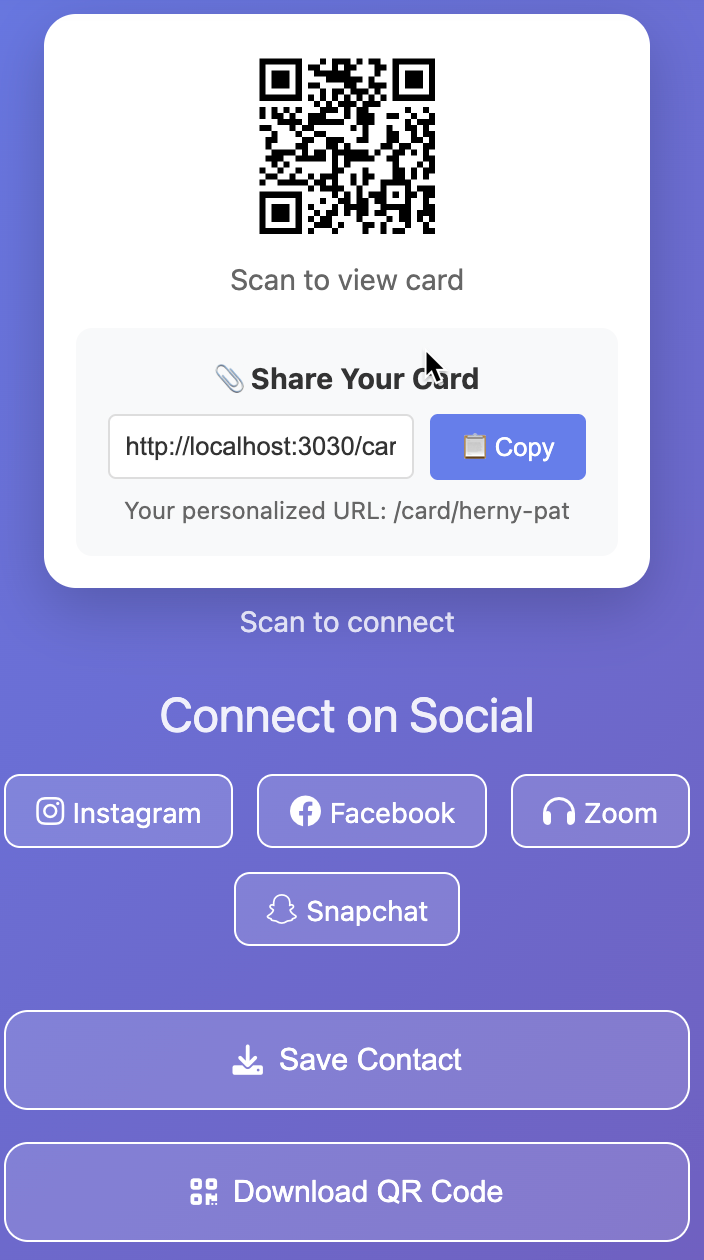 Scan to view card
📎 Share Your Card
http://localhost:3030/car
📋 Copy
Your personalized URL: /card/herny-pat
Scan to connect
Connect on Social
Instagram
Facebook
Zoom
Snapchat
Save Contact
Download QR Code